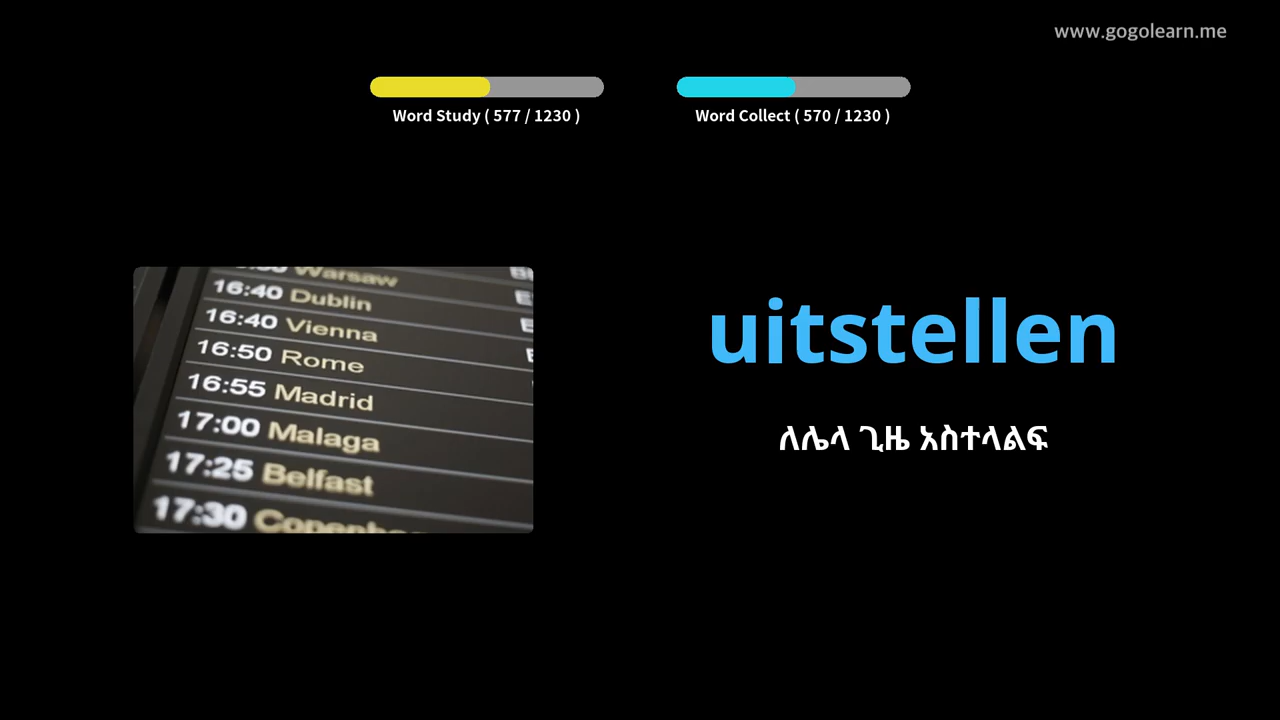 www.gogolearn.me
Word Study ( 577 / 1230 )
Word Collect ( 570 / 1230 )
Warsaw
16:40 Dublin
16:40 Vienna
16:50 Rome
16:55 Madrid
17:00 Malaga
17:25 Belfast
17:30
uitstellen
ለሌላ ጊዜ አስተላልፍ